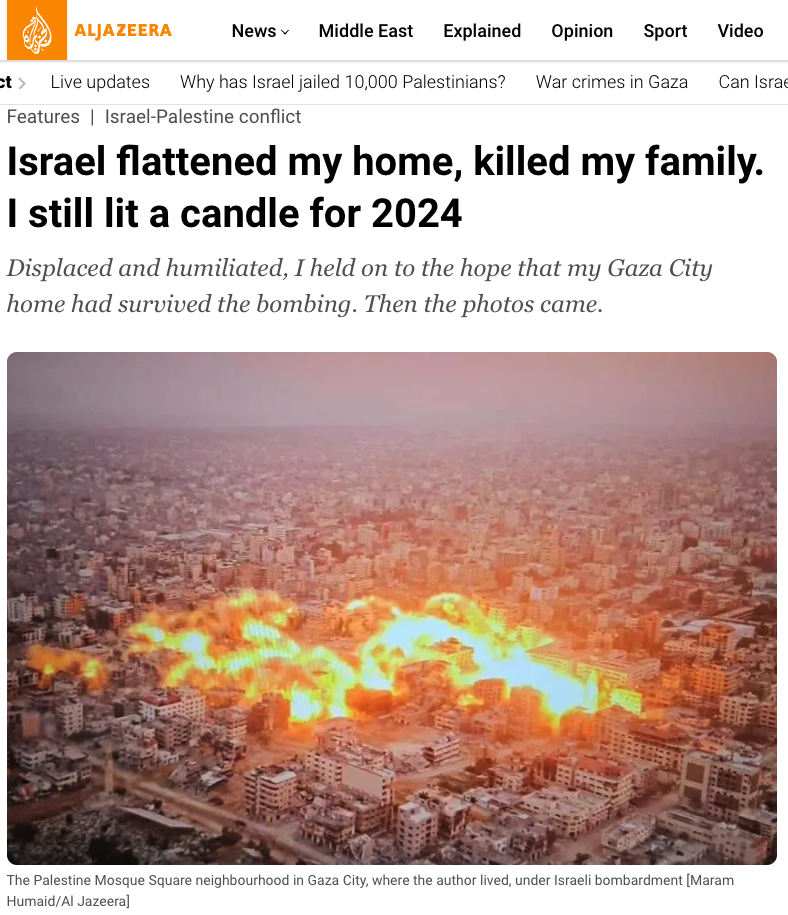 ALJAZEERA
News
Middle East
Explained
Opinion
Sport
Video
ct
Live updates
Why has Israel jailed 10,000 Palestinians?
War crimes in Gaza
Can Israe
Features | Israel-Palestine conflict
Israel flattened my home, killed my family.
I still lit a candle for 2024
Displaced and humiliated, I held on to the hope that my Gaza City
home had survived the bombing. Then the photos came.
The Palestine Mosque Square neighbourhood in Gaza City, where the author lived, under Israeli bombardment [Maram
Humaid/Al Jazeera]